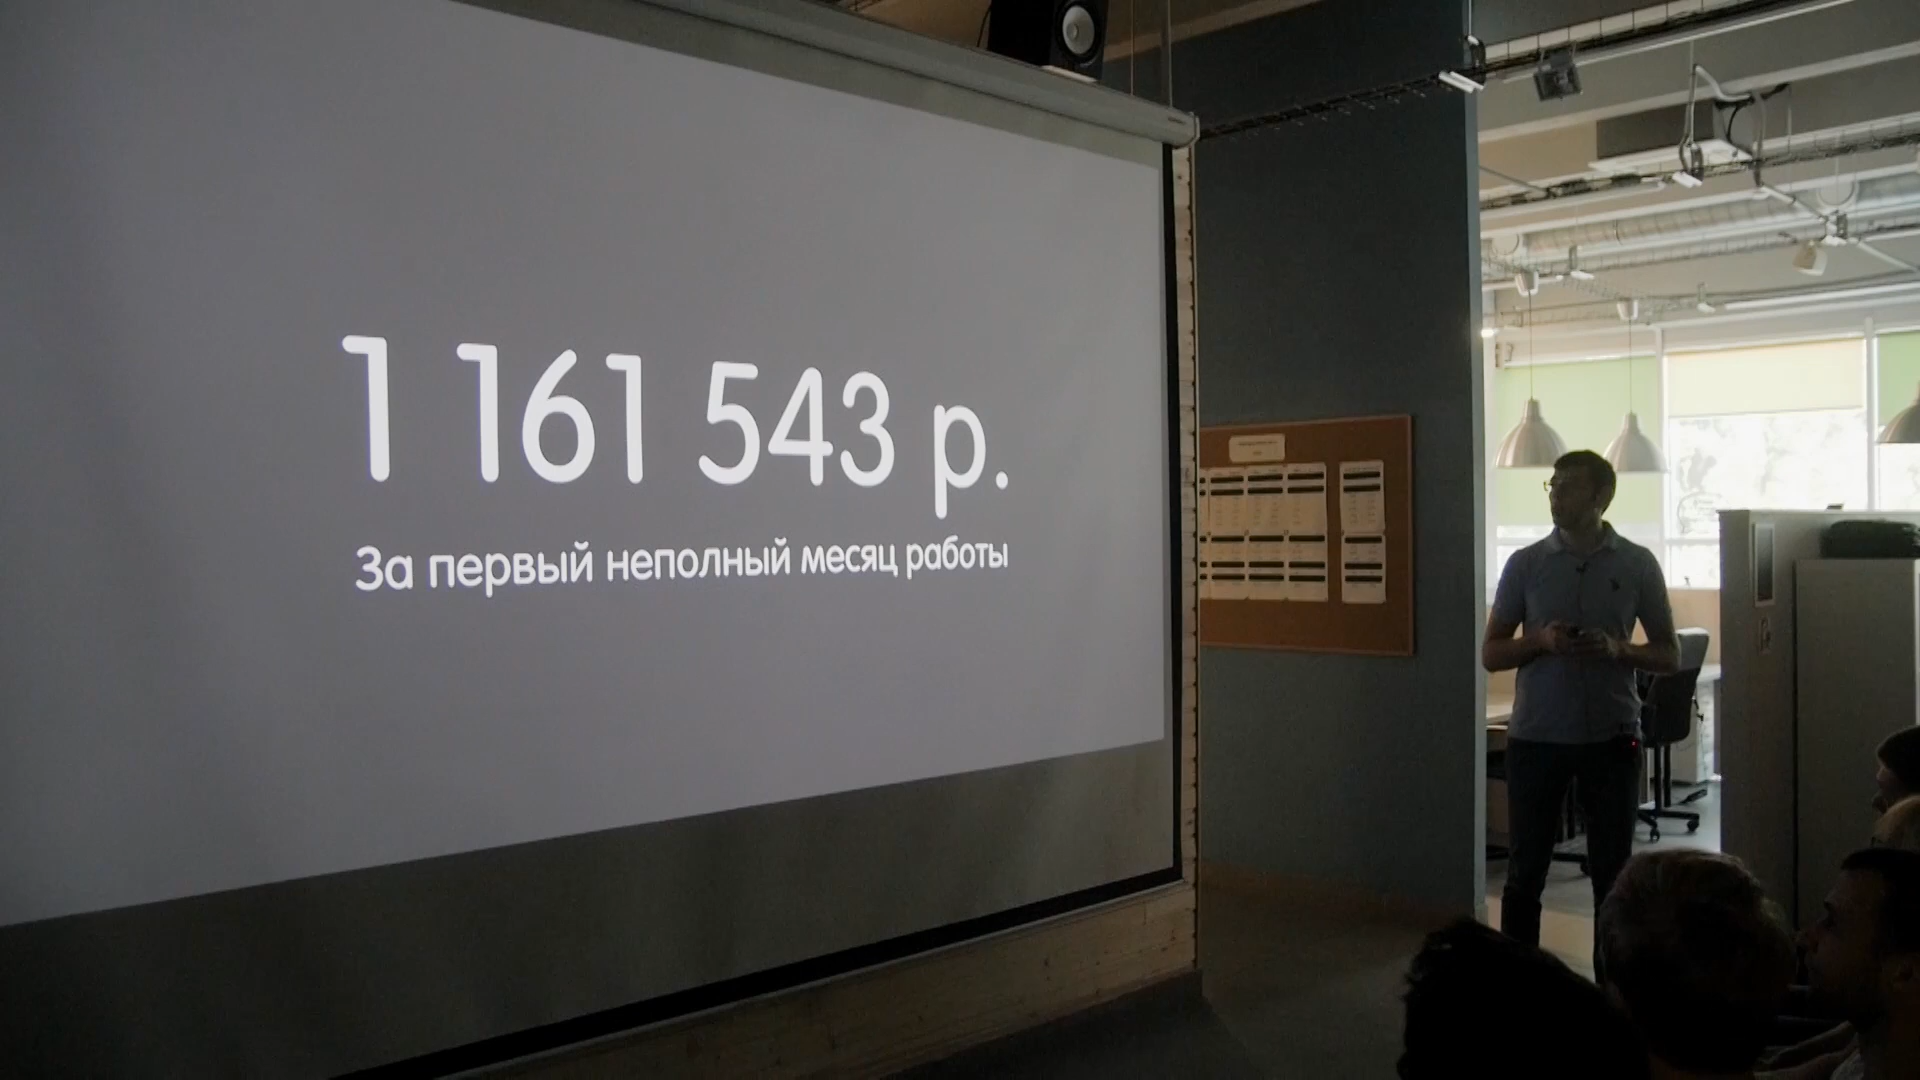 1 161 543 р.
За первый неполный месяц работы